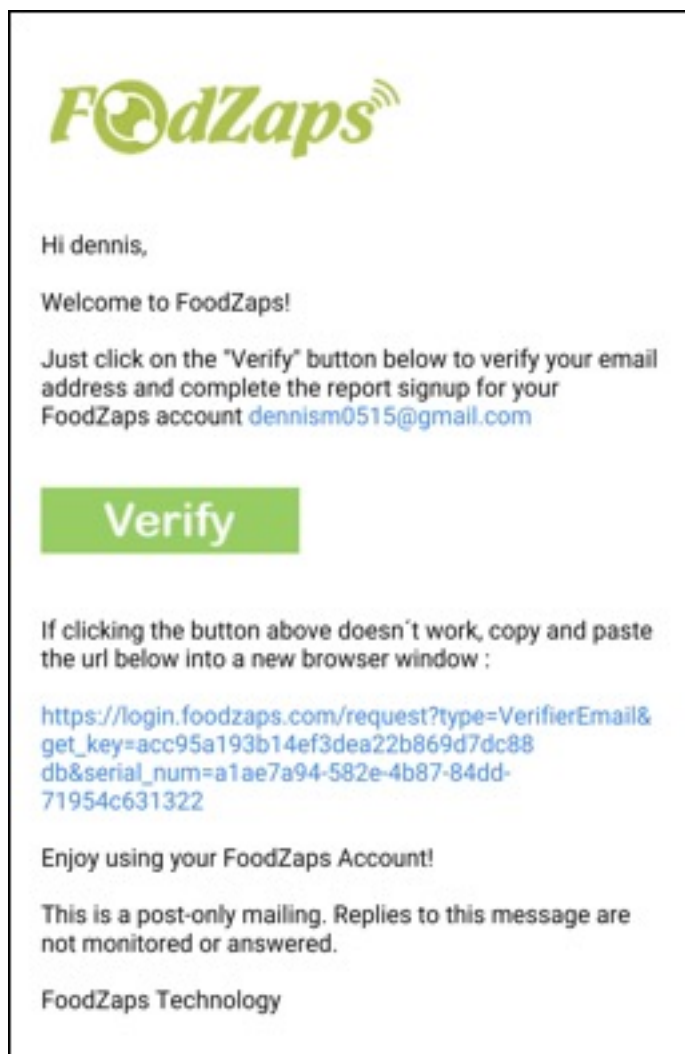 FoodZaps
Hi dennis,
Welcome to FoodZaps!
Just click on the "Verify" button below to verify your email
address and complete the report signup for your
FoodZaps account dennism0515@gmail.com
Verify
If clicking the button above doesn´t work, copy and paste
the url below into a new browser window :
https://login.foodzaps.com/request?type=VerifierEmail&
get_key=acc95a193b14ef3dea22b869d7dc88
db&serial_num=a1ae7a94-582e-4b87-84dd-
71954c631322
Enjoy using your FoodZaps Account!
This is a post-only mailing. Replies to this message are
not monitored or answered.
FoodZaps Technology